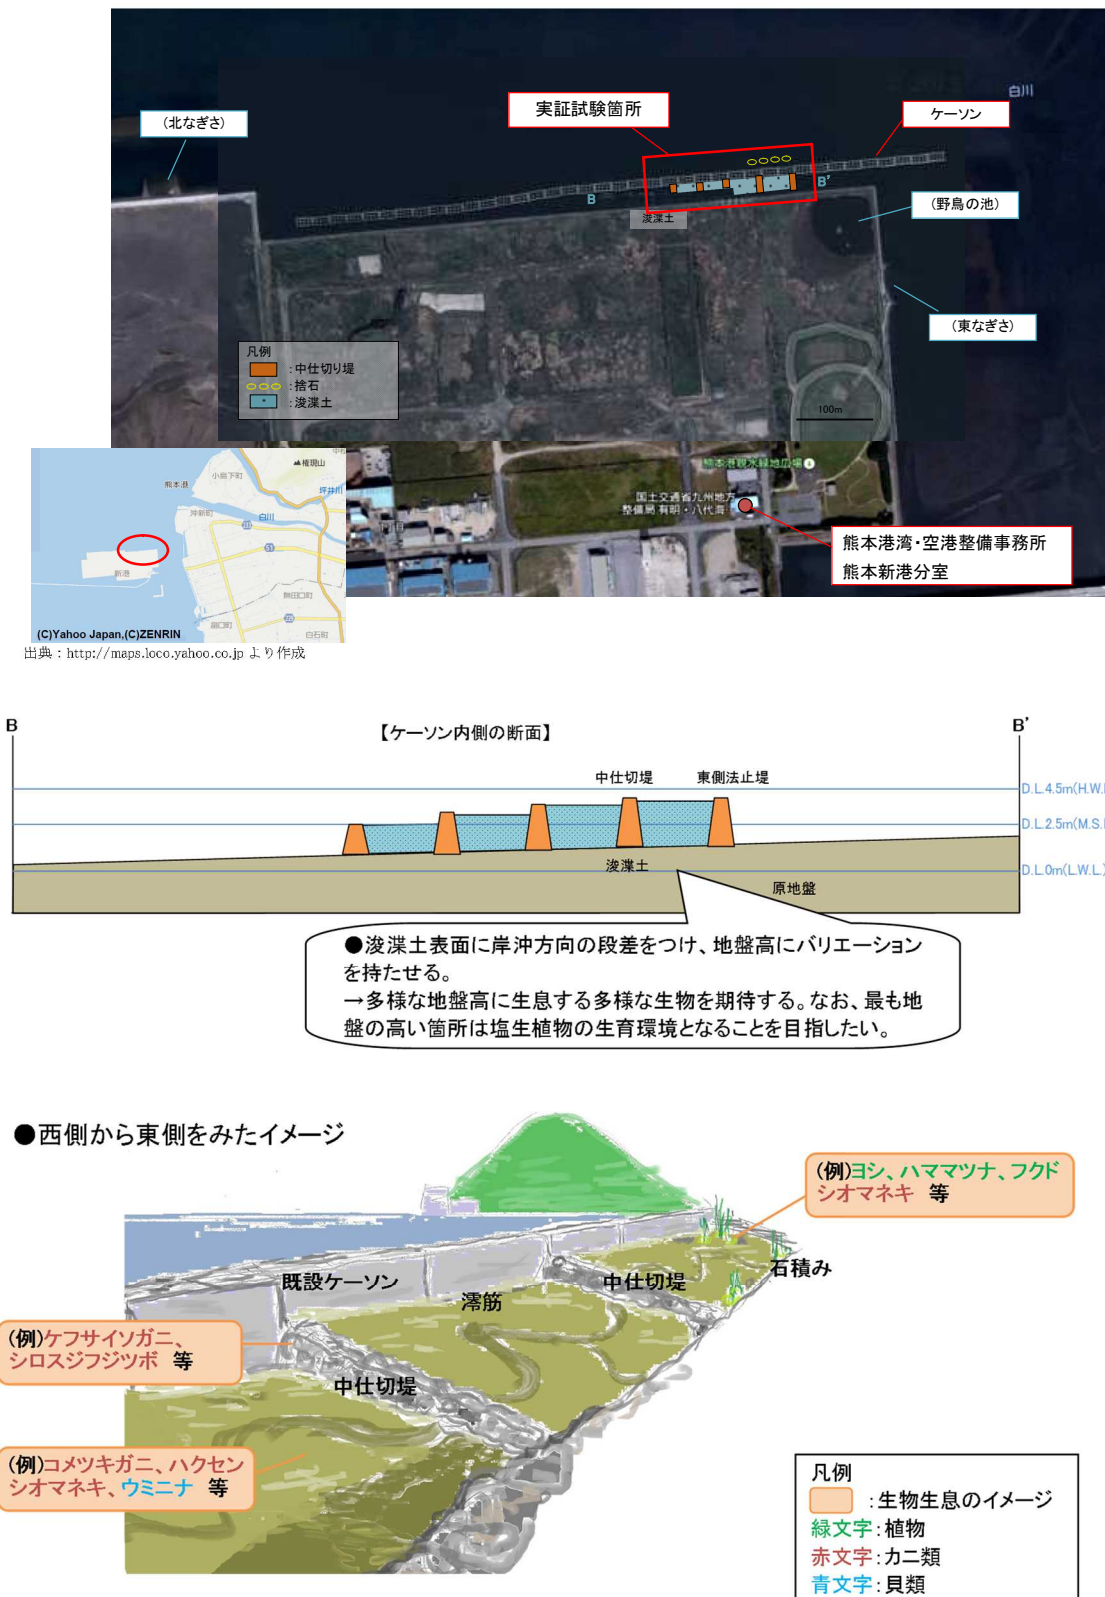 白川
(北なぎさ)
実証試験箇所
ケーソン
B
B'
(野鳥の池)
浚渫土
(東なぎさ)
凡例
:中仕切り堤
:捨石
:浚渫土
100m
熊本港親水緑地広場
国土交通省九州地方
整備局 有明・八代海
熊本港湾・空港整備事務所
熊本新港分室
権現山
小島下町
熊本港
坪井川
沖新町
白川
51
新港
無田口町
白石町
(C)Yahoo Japan,(C)ZENRIN
出典：http://maps.loco.yahoo.co.jp より作成
B
【ケーソン内側の断面】
B'
中仕切堤
東側法止堤
D.L.4.5m(H.W.
D.L.2.5m(M.S.
浚渫土
D.L.0m(L.W.L.)
原地盤
●浚渫土表面に岸沖方向の段差をつけ、地盤高にバリエーション
を持たせる。
→多様な地盤高に生息する多様な生物を期待する。なお、最も地
盤の高い箇所は塩生植物の生育環境となることを目指したい。
●西側から東側をみたイメージ
(例)ヨシ、ハママツナ、フクド
シオマネキ 等
既設ケーソン
中仕切堤
石積み
澪筋
(例)ケフサイソガニ、
シロスジフジツボ 等
中仕切堤
(例)コメツキガニ、ハクセン
シオマネキ、ウミニナ 等
凡例
:生物生息のイメージ
緑文字:植物
赤文字:カニ類
青文字:貝類